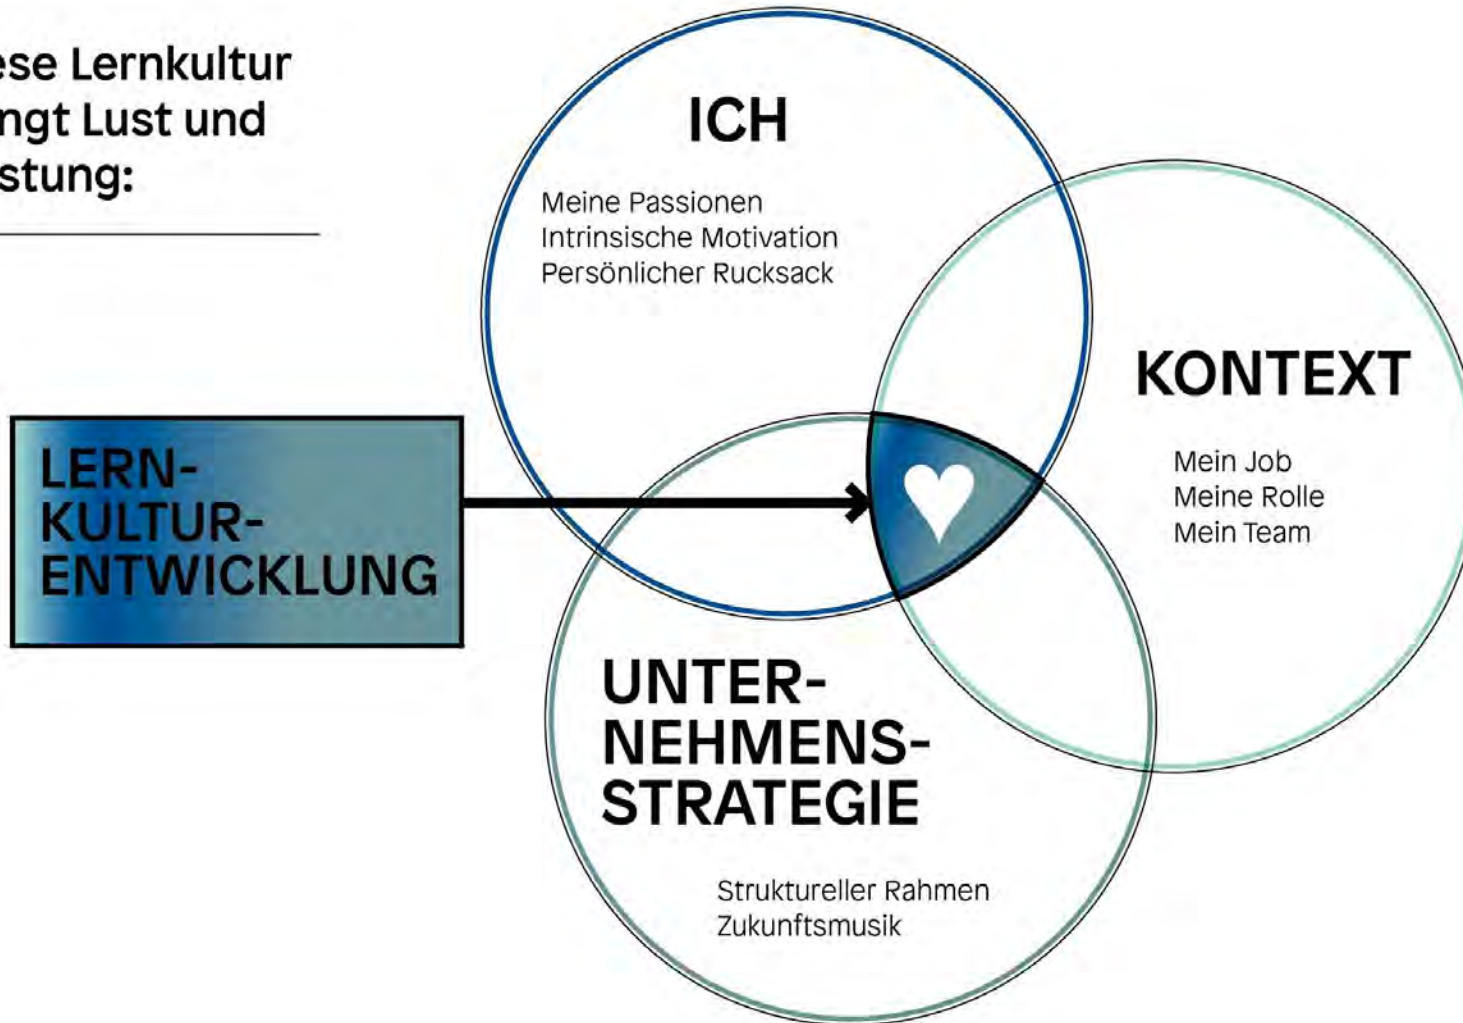 ese Lernkultur
ngt Lust und
stung:
ICH
Meine Passionen
Intrinsische Motivation
Persönlicher Rucksack
KONTEXT
Mein Job
Meine Rolle
Mein Team
LERN-
KULTUR-
ENTWICKLUNG
UNTER-
NEHMENS-
STRATEGIE
Struktureller Rahmen
Zukunftsmusik